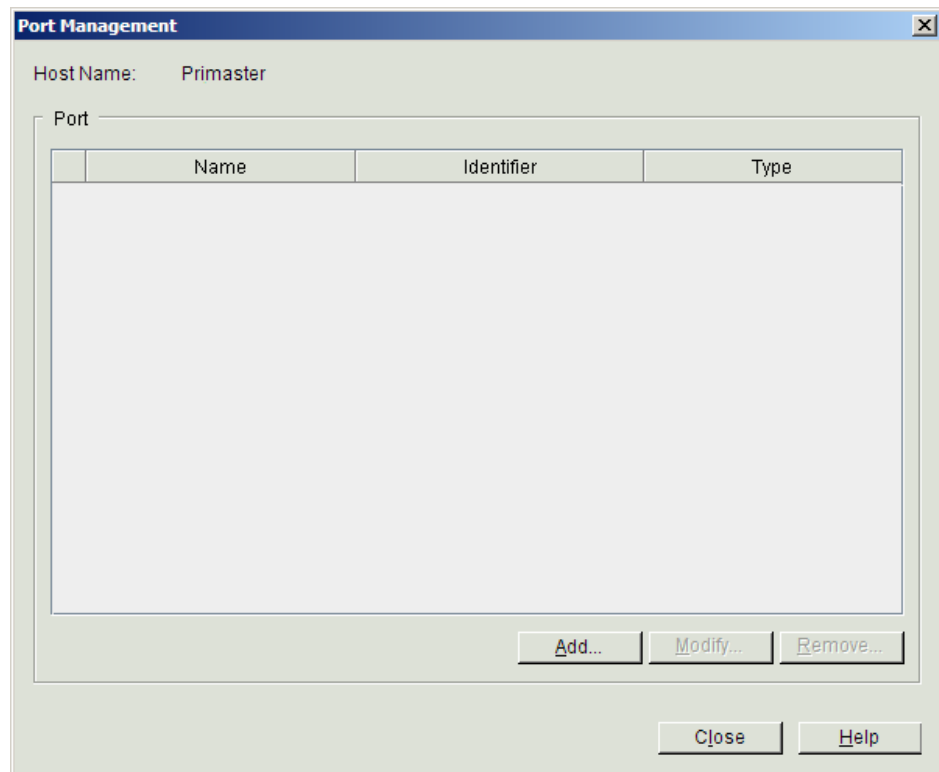 Port Management
Host Name: Primaster
Port
Name Identifier Type
Add... Modify... Remove...
Close Help